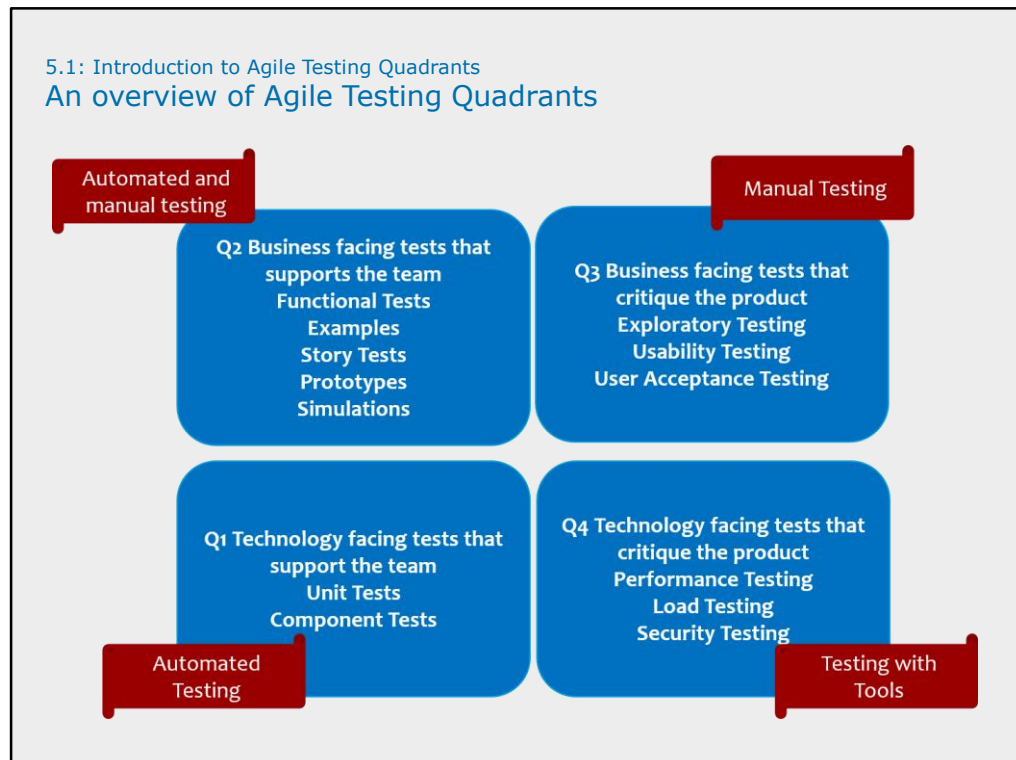 5.1: Introduction to Agile Testing Quadrants
An overview of Agile Testing Quadrants
Automated and
manual testing
Manual Testing
Q2 Business facing tests that
supports the team
Functional Tests
Examples
Story Tests
Prototypes
Simulations
Q3 Business facing tests that
critique the product
Exploratory Testing
Usability Testing
User Acceptance Testing
Q1 Technology facing tests that
support the team
Unit Tests
Component Tests
Q4 Technology facing tests that
critique the product
Performance Testing
Load Testing
Security Testing
Automated
Testing
Testing with
Tools